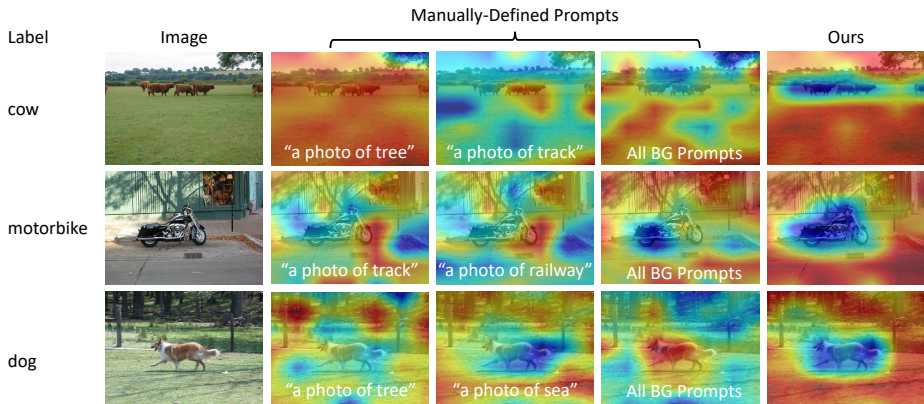 Manually-Defined Prompts
Label Image Ours
cow
"a photo of tree" "a photo of track" All BG Prompts
motorbike
"a photo of track" "a photo of railway" All BG Prompts
dog
"a photo of tree" "a photo of sea" All BG Prompts